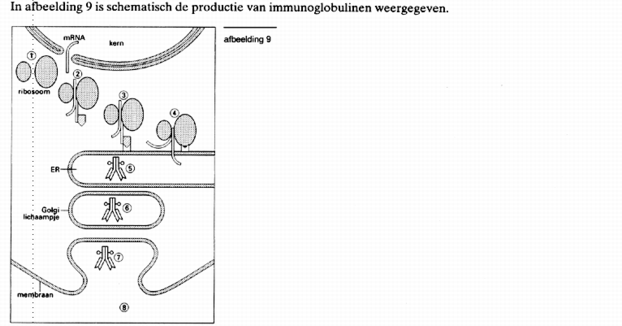 In afbeelding 9 is schematisch de productie van immunoglobulinen weergegeven.
afbeelding 9
mRNA
kern
1
2
ribosoom
3
4
ER
5
Golgi
lichaampje
6
7
membraan
8